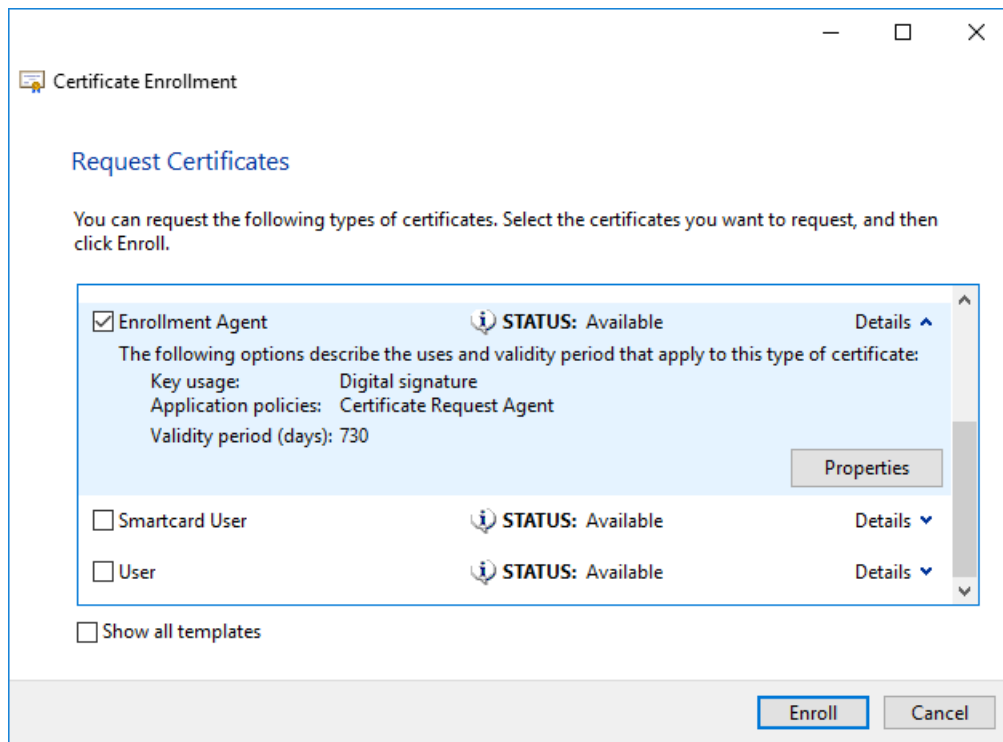 Certificate Enrollment
Request Certificates
You can request the following types of certificates. Select the certificates you want to request, and then
click Enroll.
Enrollment Agent STATUS: Available Details
The following options describe the uses and validity period that apply to this type of certificate:
Key usage: Digital signature
Application policies: Certificate Request Agent
Validity period (days): 730
Properties
Smartcard User STATUS: Available Details
User STATUS: Available Details
Show all templates
Enroll Cancel